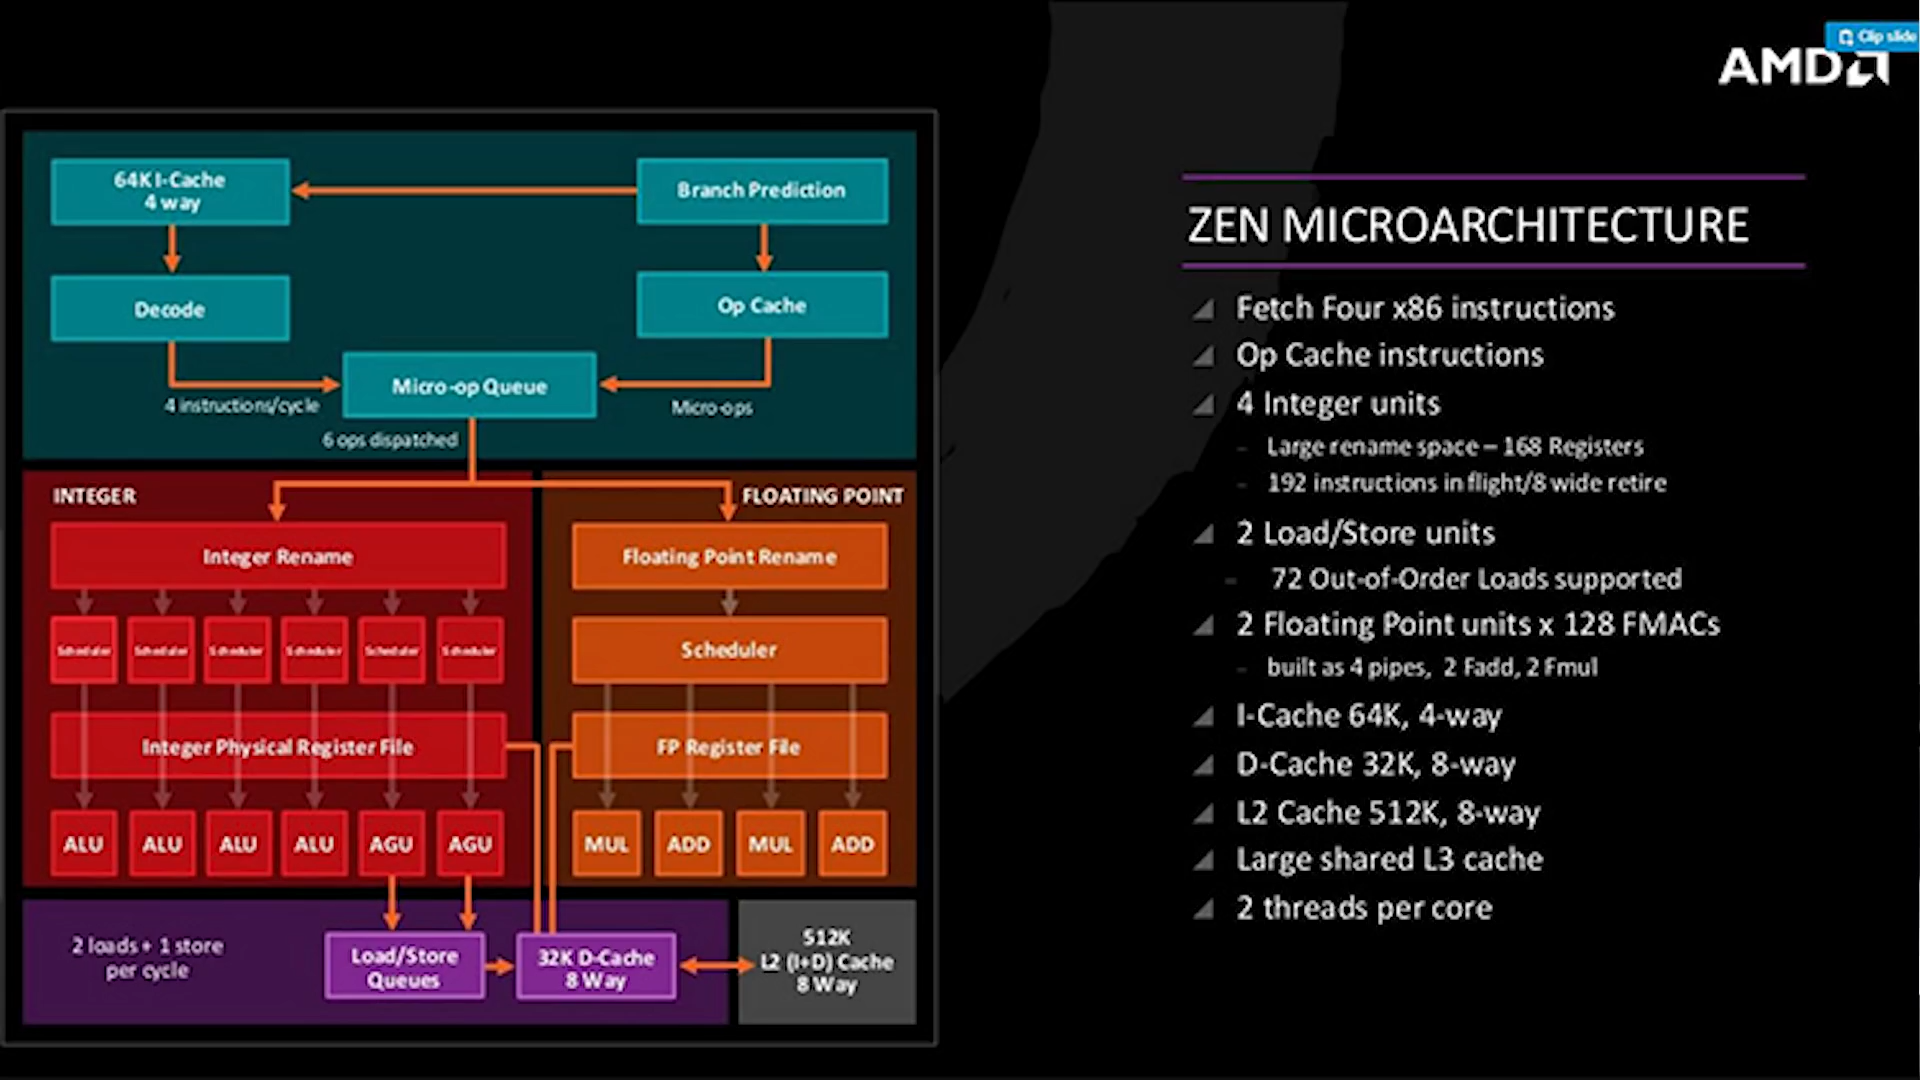 Clip slide
AMD
64K I-Cache
4 way
Branch Prediction
Decode
Op Cache
Micro-op Queue
4 instructions/cycle
Micro-ops
6 ops dispatched
INTEGER
FLOATING POINT
Integer Rename
Floating Point Rename
Scheduler
Scheduler
Scheduler
Scheduler
Scheduler
Scheduler
Scheduler
Integer Physical Register File
FP Register File
ALU
ALU
ALU
ALU
AGU
AGU
MUL
ADD
MUL
ADD
2 loads + 1 store
per cycle
Load/Store
Queues
32K D-Cache
8 Way
512K
L2 (I+D) Cache
8 Way
ZEN MICROARCHITECTURE
Fetch Four x86 instructions
Op Cache instructions
4 Integer units
- Large rename space – 168 Registers
- 192 instructions in flight/8 wide retire
2 Load/Store units
- 72 Out-of-Order Loads supported
2 Floating Point units x 128 FMACs
- built as 4 pipes, 2 Fadd, 2 Fmul
I-Cache 64K, 4-way
D-Cache 32K, 8-way
L2 Cache 512K, 8-way
Large shared L3 cache
2 threads per core